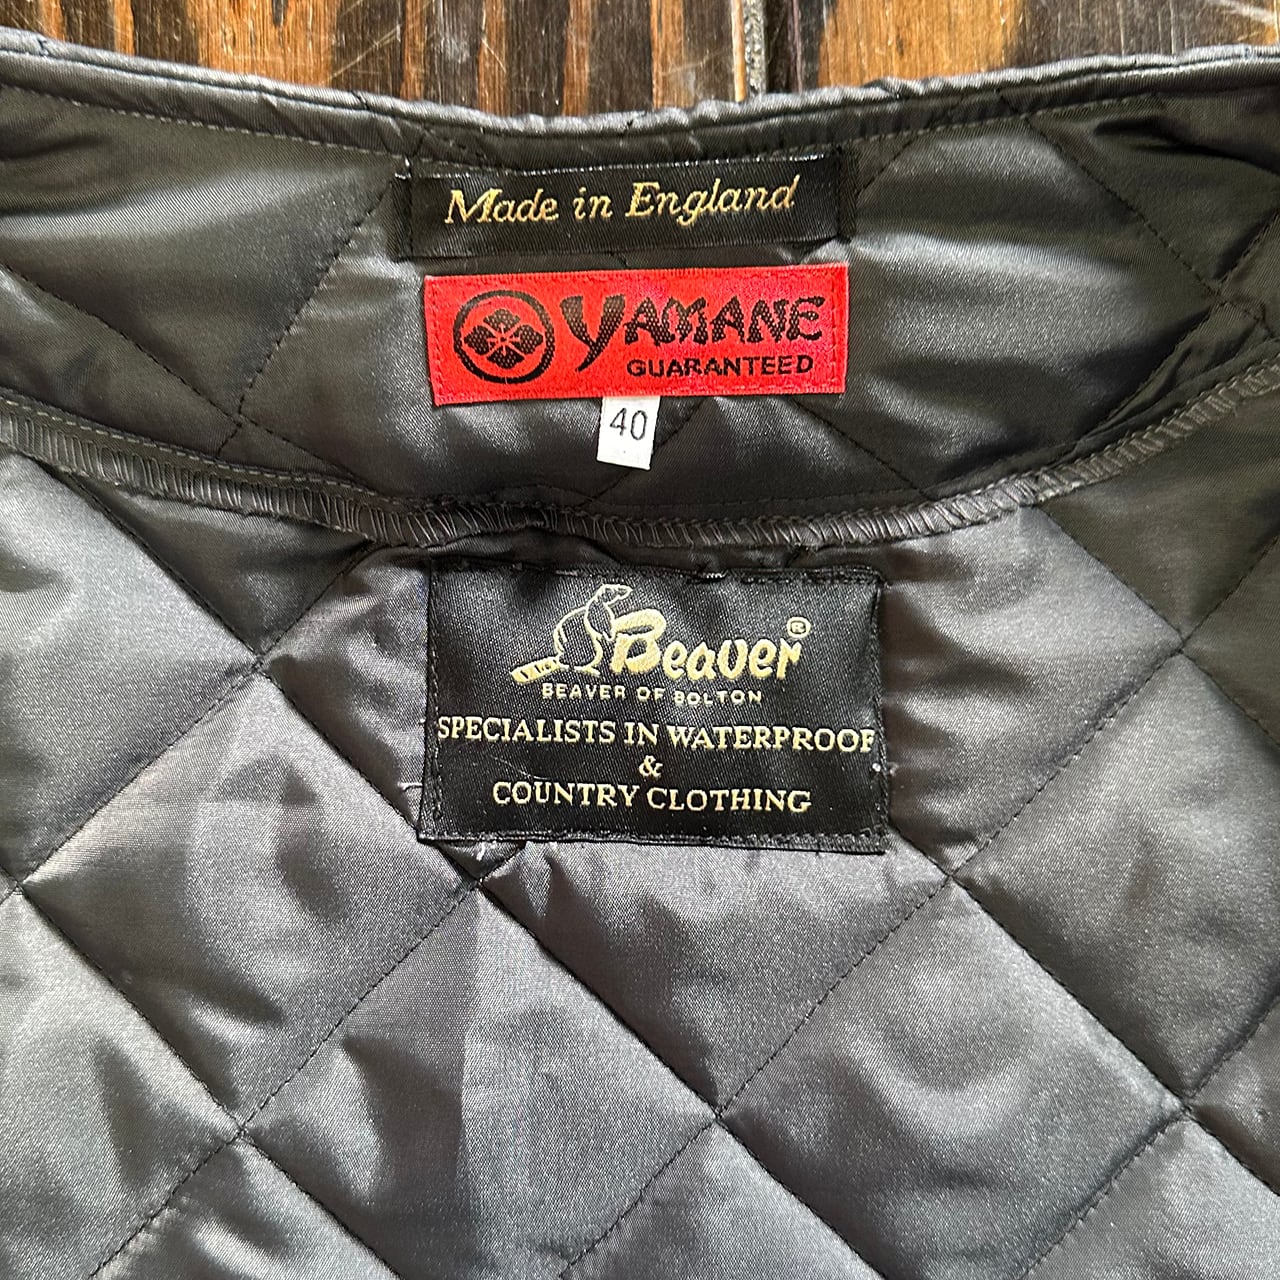 Made in England
YAMANE
GUARANTEED
40
Beaver®
BEAVER OF BOLTON
SPECIALISTS IN WATERPROOF
&
COUNTRY CLOTHING